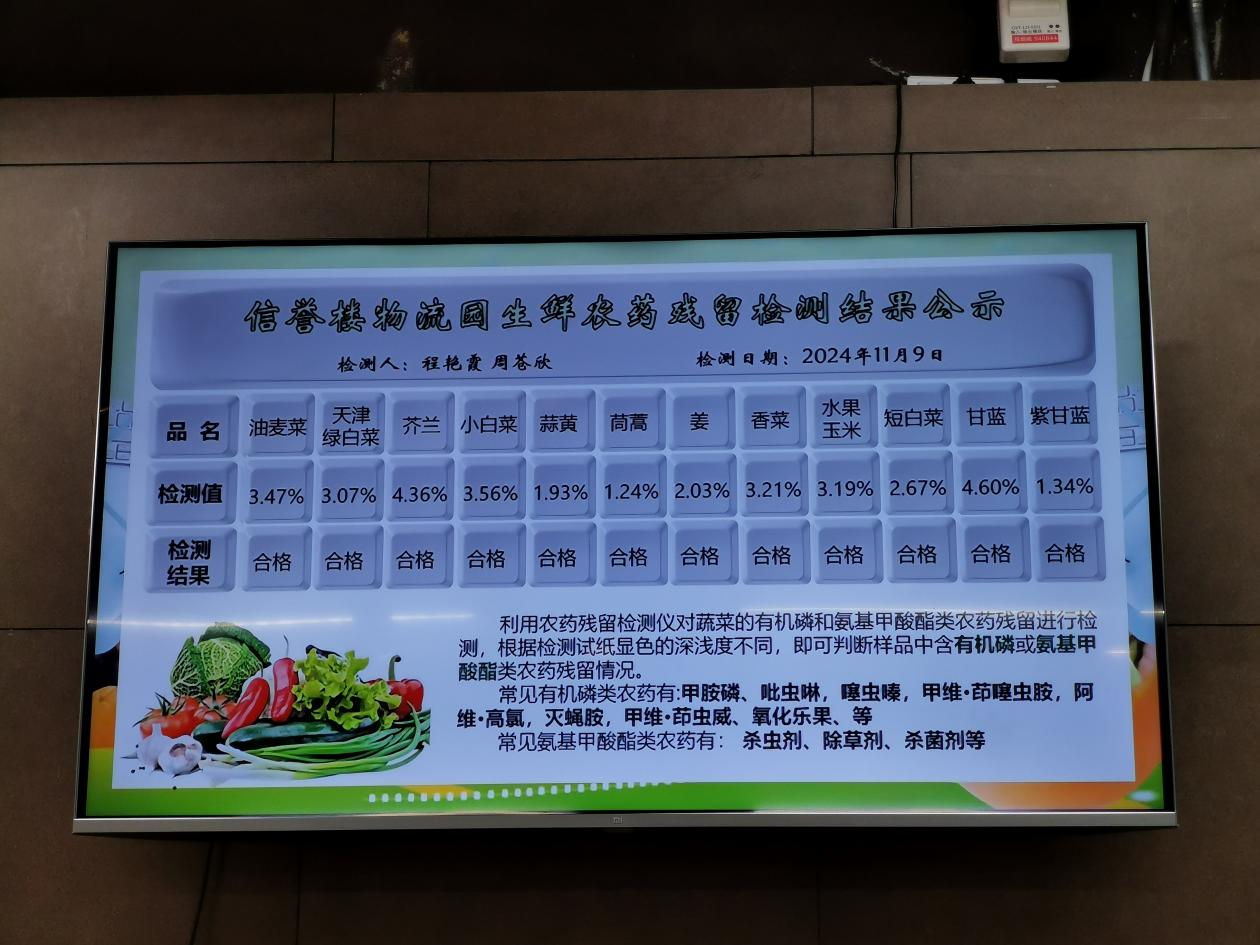 信誉楼物流园生鲜农药残留检测结果公示
检测人：程艳霞 周苍欣 检测日期：2024年11月9日
品 名 油麦菜 天津绿白菜 芥兰 小白菜 蒜黄 茼蒿 姜 香菜 水果玉米 短白菜 甘蓝 紫甘蓝
检测值 3.47% 3.07% 4.36% 3.56% 1.93% 1.24% 2.03% 3.21% 3.19% 2.67% 4.60% 1.34%
检测结果 合格 合格 合格 合格 合格 合格 合格 合格 合格 合格 合格 合格
利用农药残留检测仪对蔬菜的有机磷和氨基甲酸酯类农药残留进行检
测，根据检测试纸显色的深浅度不同，即可判断样品中含有机磷或氨基甲
酸酯类农药残留情况。
常见有机磷类农药有:甲胺磷、吡虫啉，噻虫嗪，甲维·茚噻虫胺，阿
维·高氯，灭蝇胺，甲维·茚虫威、氧化乐果、等
常见氨基甲酸酯类农药有： 杀虫剂、除草剂、杀菌剂等